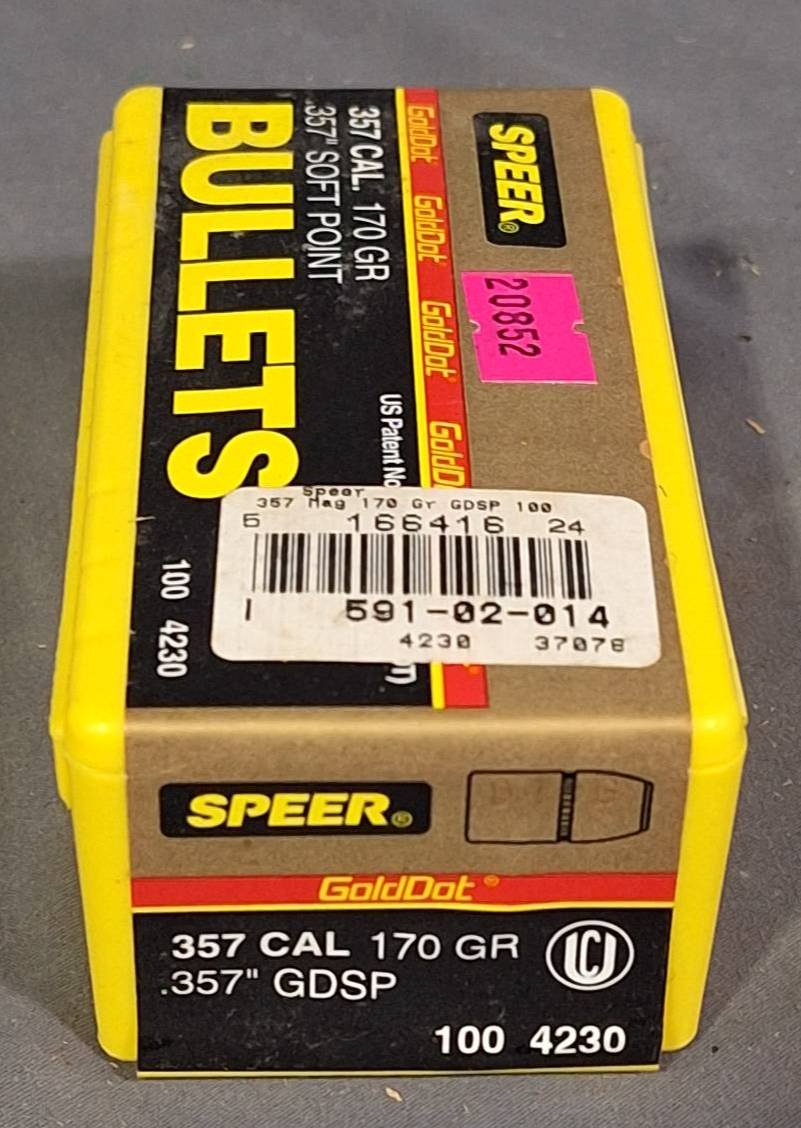 SPEER®
20852
GoldDot GoldDot GoldDot GoldD
357 CAL. 170 GR
.357" SOFT POINT
US Patent No
BULLETS
100 4230
Speer
357 Mag 170 Gr GDSP 100
5 166416 24
I 591-02-014
4230 37078
SPEER®
GoldDot®
.357 CAL 170 GR
.357" GDSP
100 4230